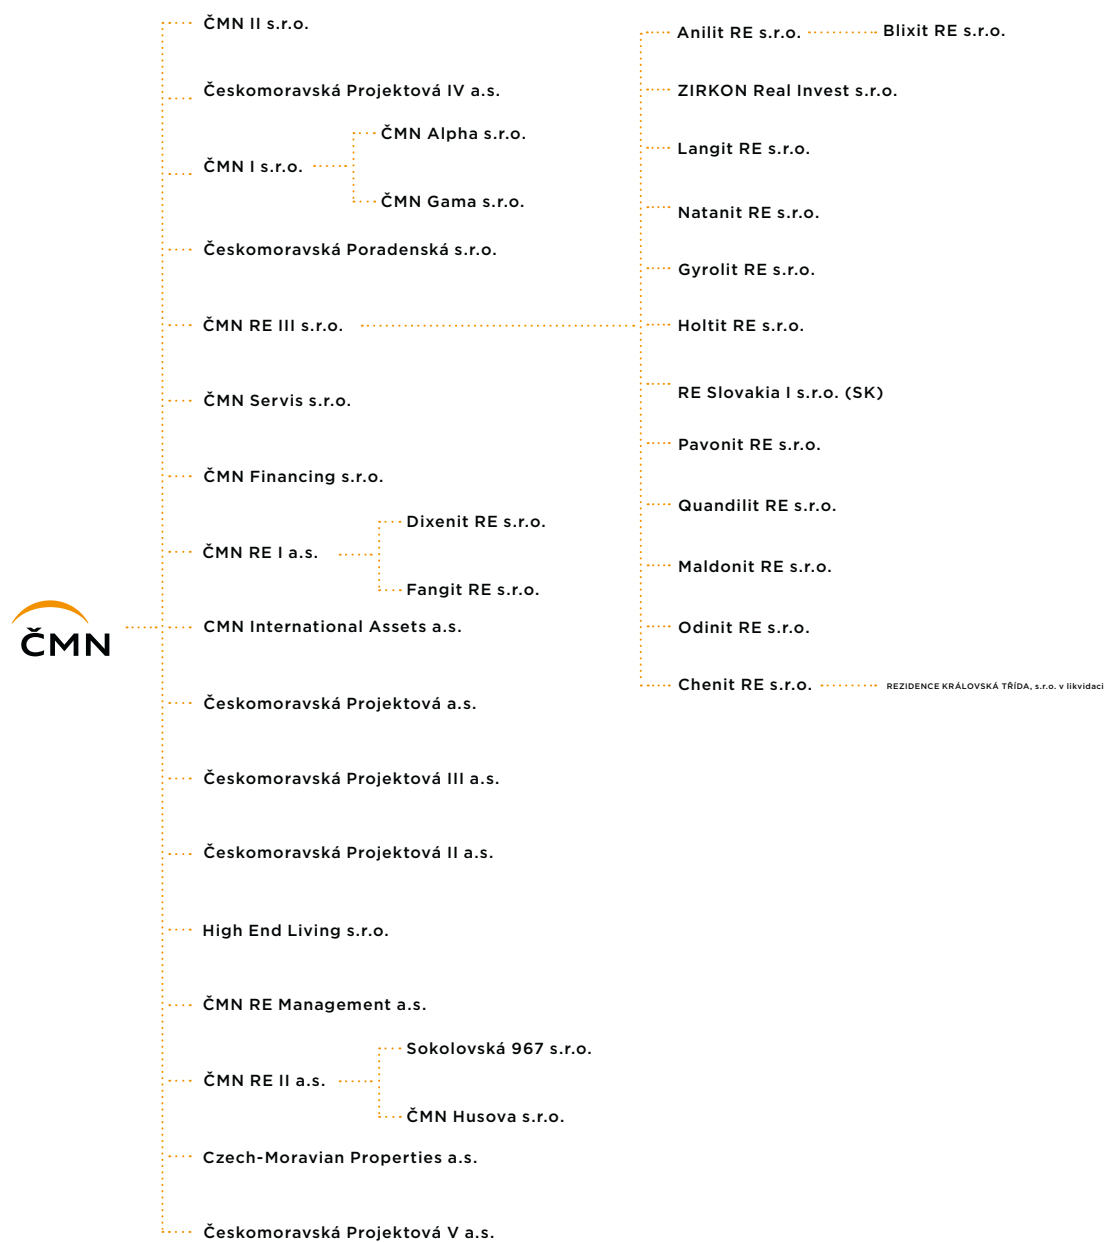 ČMN
ČMN II s.r.o.
Českomoravská Projektová IV a.s.
ČMN I s.r.o.
ČMN Alpha s.r.o.
ČMN Gama s.r.o.
Českomoravská Poradenská s.r.o.
ČMN RE III s.r.o.
Anilit RE s.r.o.
Blixit RE s.r.o.
ZIRKON Real Invest s.r.o.
Langit RE s.r.o.
Natanit RE s.r.o.
Gyrolit RE s.r.o.
Holtit RE s.r.o.
RE Slovakia I s.r.o. (SK)
Pavonit RE s.r.o.
Quandilit RE s.r.o.
Maldonit RE s.r.o.
Odinit RE s.r.o.
Chenit RE s.r.o.
REZIDENCE KRÁLOVSKÁ TŘÍDA, s.r.o. v likvidaci
ČMN Servis s.r.o.
ČMN Financing s.r.o.
ČMN RE I a.s.
Dixenit RE s.r.o.
Fangit RE s.r.o.
CMN International Assets a.s.
Českomoravská Projektová a.s.
Českomoravská Projektová III a.s.
Českomoravská Projektová II a.s.
High End Living s.r.o.
ČMN RE Management a.s.
ČMN RE II a.s.
Sokolovská 967 s.r.o.
ČMN Husova s.r.o.
Czech-Moravian Properties a.s.
Českomoravská Projektová V a.s.